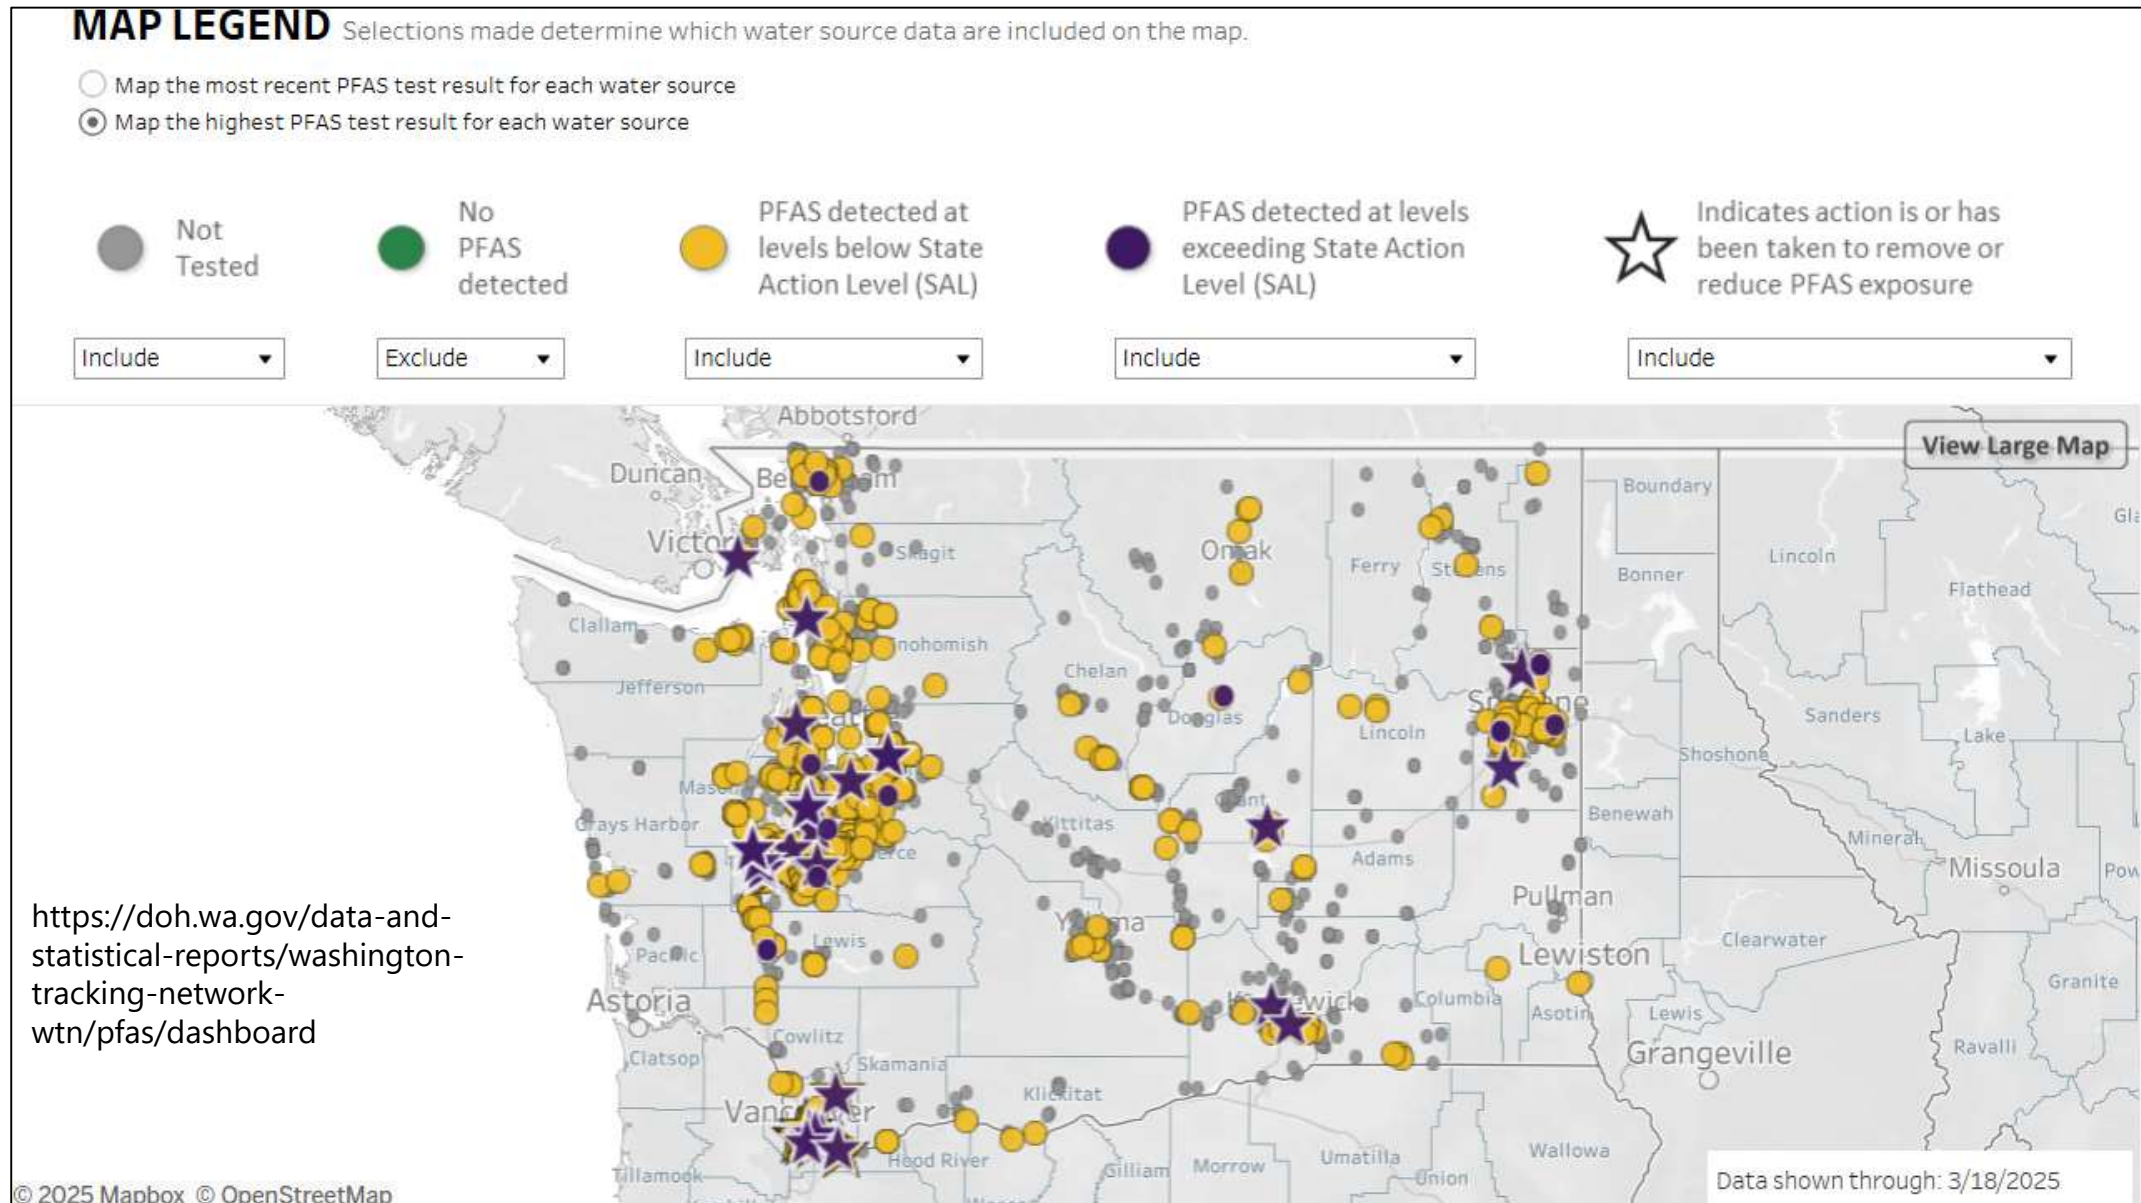 MAP LEGEND Selections made determine which water source data are included on the map.
Map the most recent PFAS test result for each water source
Map the highest PFAS test result for each water source
Not
Tested
No
PFAS
detected
PFAS detected at
levels below State
Action Level (SAL)
PFAS detected at levels
exceeding State Action
Level (SAL)
Indicates action is or has
been taken to remove or
reduce PFAS exposure
Include
Exclude
Include
Include
Include
Abbotsford
View Large Map
Duncan
Boundary
Skagit
Omak
Ferry
Bonner
Lincoln
Flathead
Clallam
Chelan
Jefferson
Douglas
Lincoln
Sanders
Lake
Shoshone
Grays Harbor
Kittitas
Benewah
Adams
Mineral
Missoula
Pullman
Lewis
Pacific
Lewiston
Clearwater
Granite
Astoria
Columbia
Asotin
Lewis
Cowlitz
Clatsop
Skamania
Grangeville
Ravalli
Klickitat
Hood River
Gilliam
Morrow
Umatilla
Union
Wallowa
Tillamook
https://doh.wa.gov/data-and-
statistical-reports/washington-
tracking-network-
wtn/pfas/dashboard
Data shown through: 3/18/2025
© 2025 Mapbox © OpenStreetMap